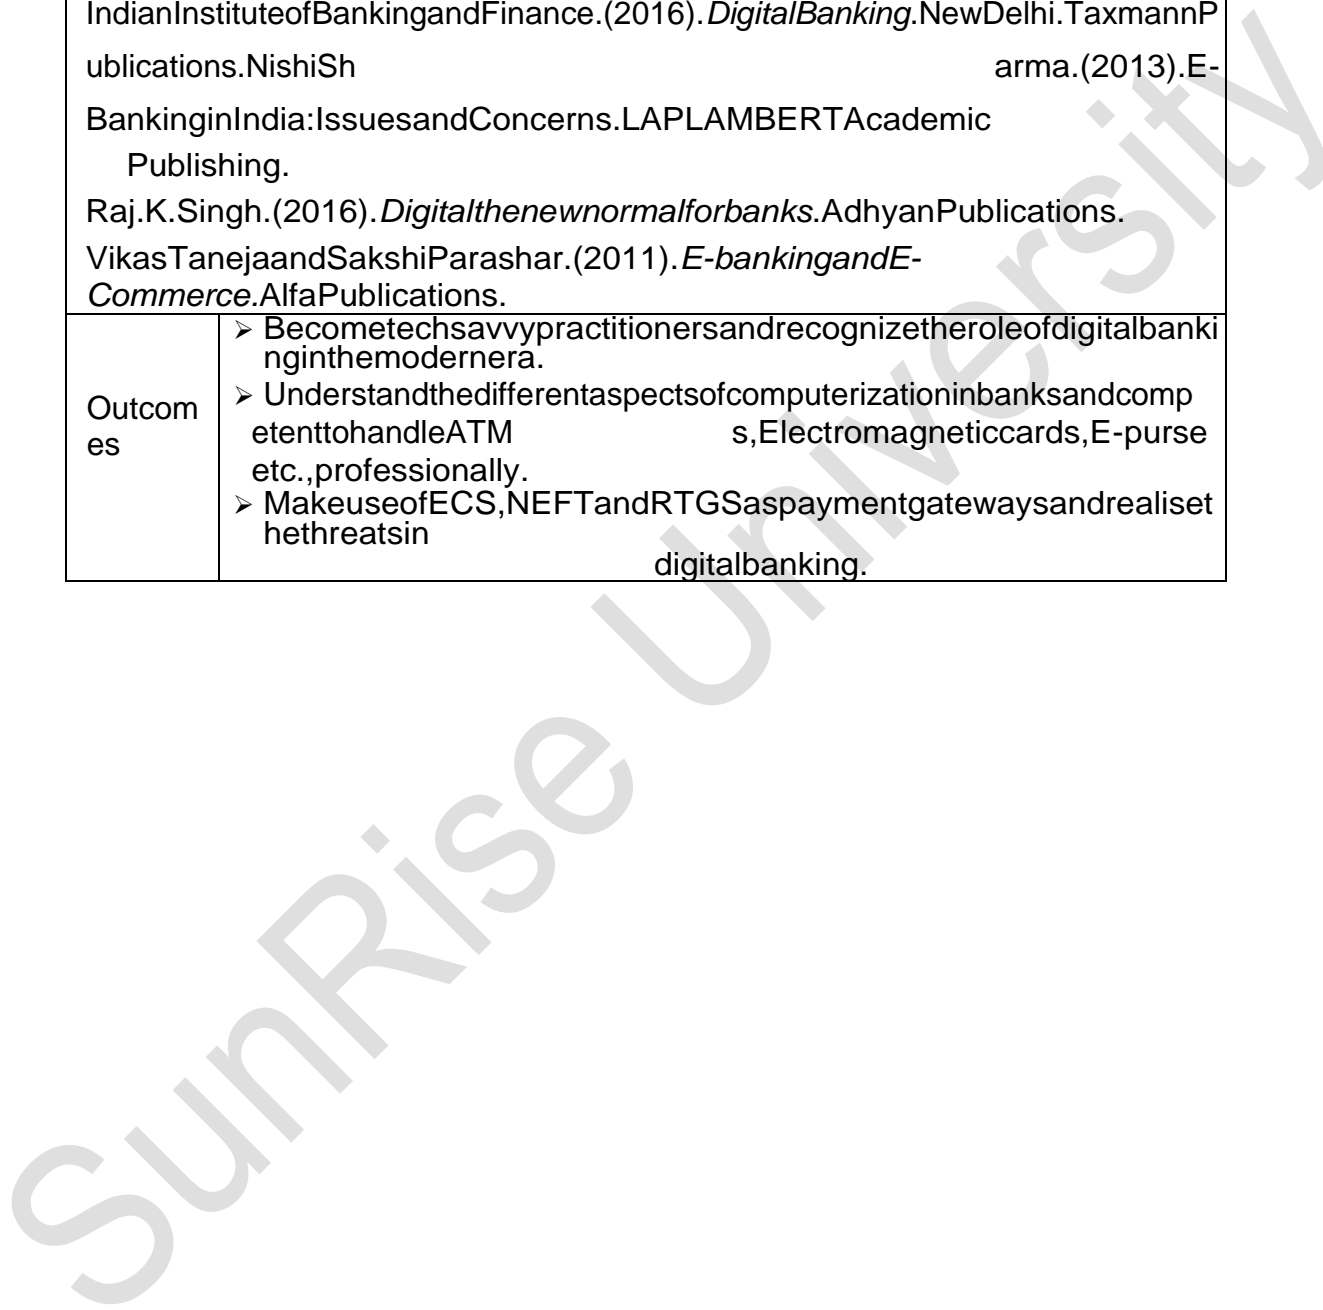 IndianInstituteofBankingandFinance.(2016).DigitalBanking.NewDelhi.TaxmannP
ublications.NishiSh arma.(2013).E-
BankinginIndia:IssuesandConcerns.LAPLAMBERTAcademic
Publishing.
Raj.K.Singh.(2016).Digitalthenewnormalforbanks.AdhyanPublications.
VikasTanejaandSakshiParashar.(2011).E-bankingandE-
Commerce.AlfaPublications.
Outcom
es
➢ Becometechsavvypractitionersandrecognizetheroleofdigitalbanki
nginthemodernera.
➢ Understandthedifferentaspectsofcomputerizationinbanksandcomp
etenttohandleATM s,Electromagneticcards,E-purse
etc.,professionally.
➢ MakeuseofECS,NEFTandRTGSaspaymentgatewaysandrealiset
hethreatsin
digitalbanking.
SunRise University